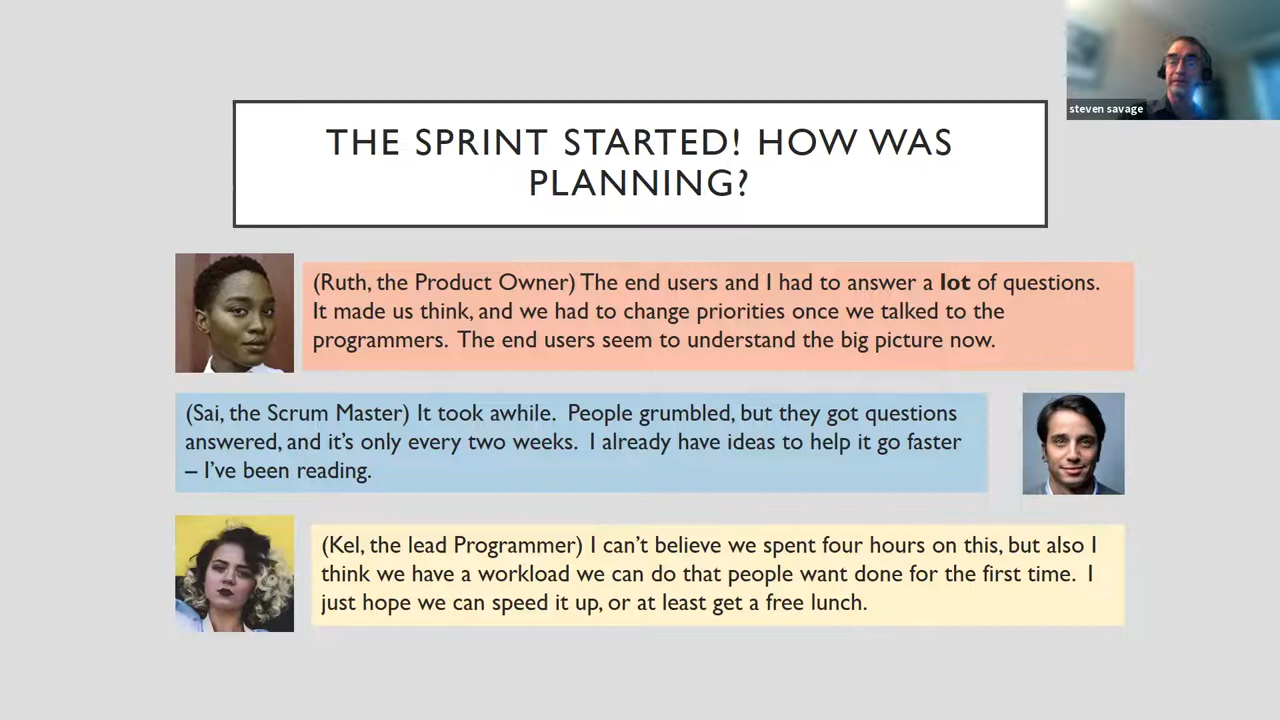 steven savage
THE SPRINT STARTED! HOW WAS
PLANNING?
(Ruth, the Product Owner) The end users and I had to answer a lot of questions.
It made us think, and we had to change priorities once we talked to the
programmers. The end users seem to understand the big picture now.
(Sai, the Scrum Master) It took awhile. People grumbled, but they got questions
answered, and it's only every two weeks. I already have ideas to help it go faster
– I've been reading.
(Kel, the lead Programmer) I can't believe we spent four hours on this, but also I
think we have a workload we can do that people want done for the first time. I
just hope we can speed it up, or at least get a free lunch.